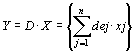 Y = D · X = { n ∑ j=1 dej · xj }